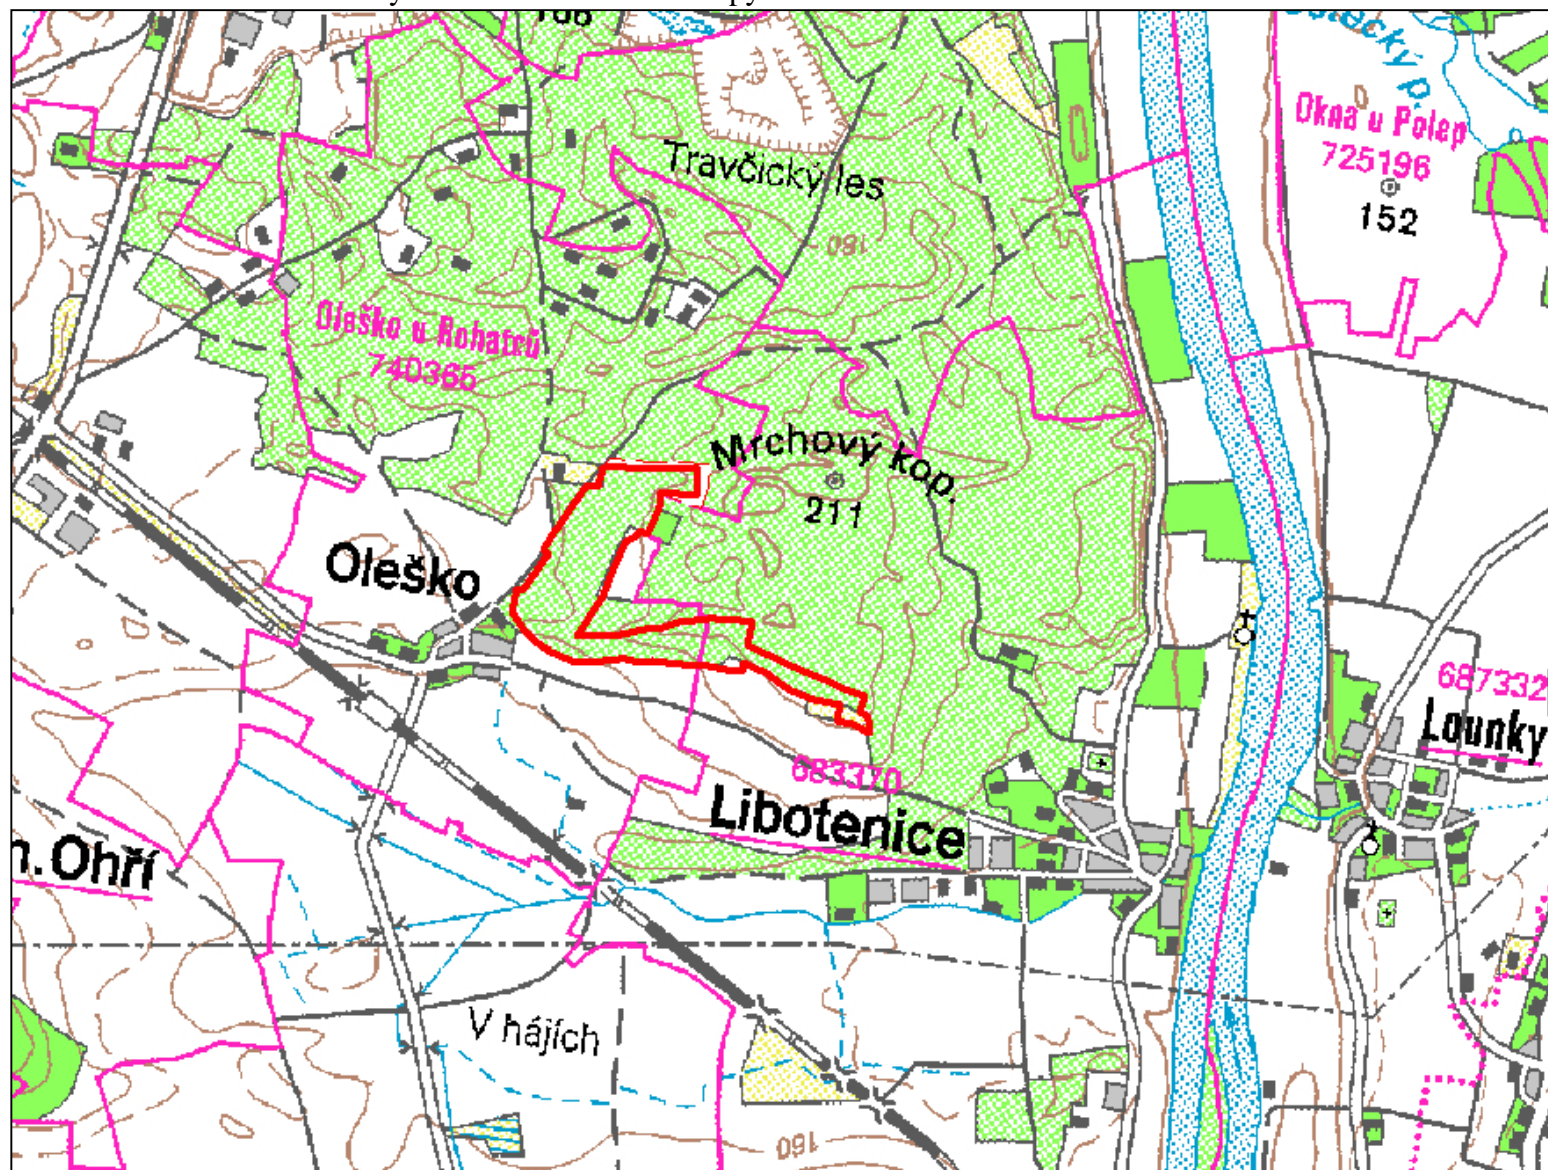 Travčický les
Okna u Polep
725196
152
180
Oleško u Rohatců
740365
Mrchový kop.
211
Oleško
687332
Lounky
683370
Libotenice
n. Ohří
V hájích
160